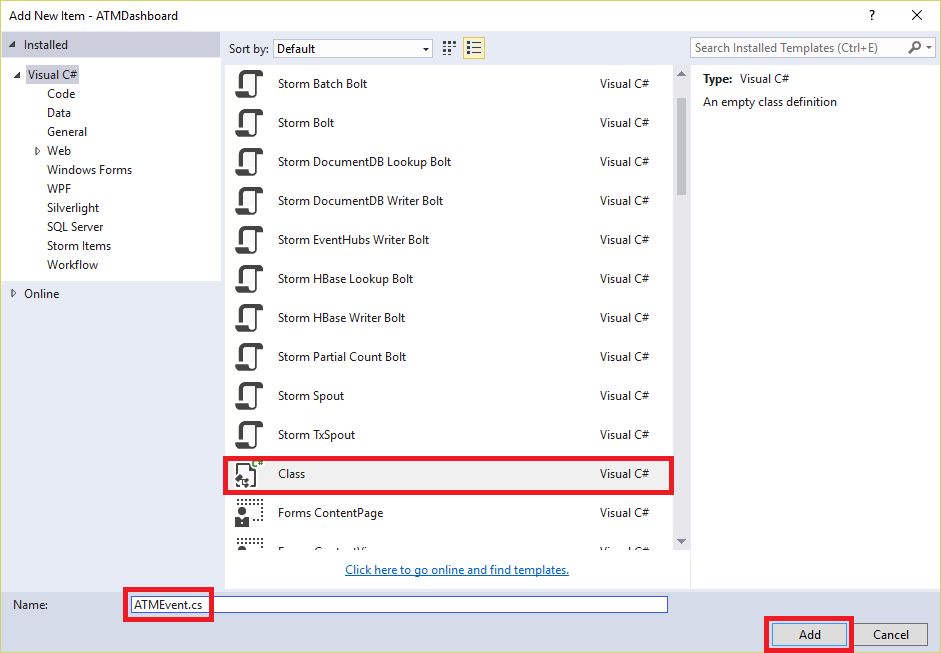 Add New Item - ATMDashboard
?
Installed
Sort by: Default
Search Installed Templates (Ctrl+E)
Visual C#
Code
Data
General
Web
Windows Forms
WPF
Silverlight
SQL Server
Storm Items
Workflow
Online
Storm Batch Bolt Visual C#
Storm Bolt Visual C#
Storm DocumentDB Lookup Bolt Visual C#
Storm DocumentDB Writer Bolt Visual C#
Storm EventHubs Writer Bolt Visual C#
Storm HBase Lookup Bolt Visual C#
Storm HBase Writer Bolt Visual C#
Storm Partial Count Bolt Visual C#
Storm Spout Visual C#
Storm TxSpout Visual C#
Class Visual C#
Forms ContentPage Visual C#
Click here to go online and find templates.
Type: Visual C#
An empty class definition
Name: ATMEvent.cs
Add Cancel